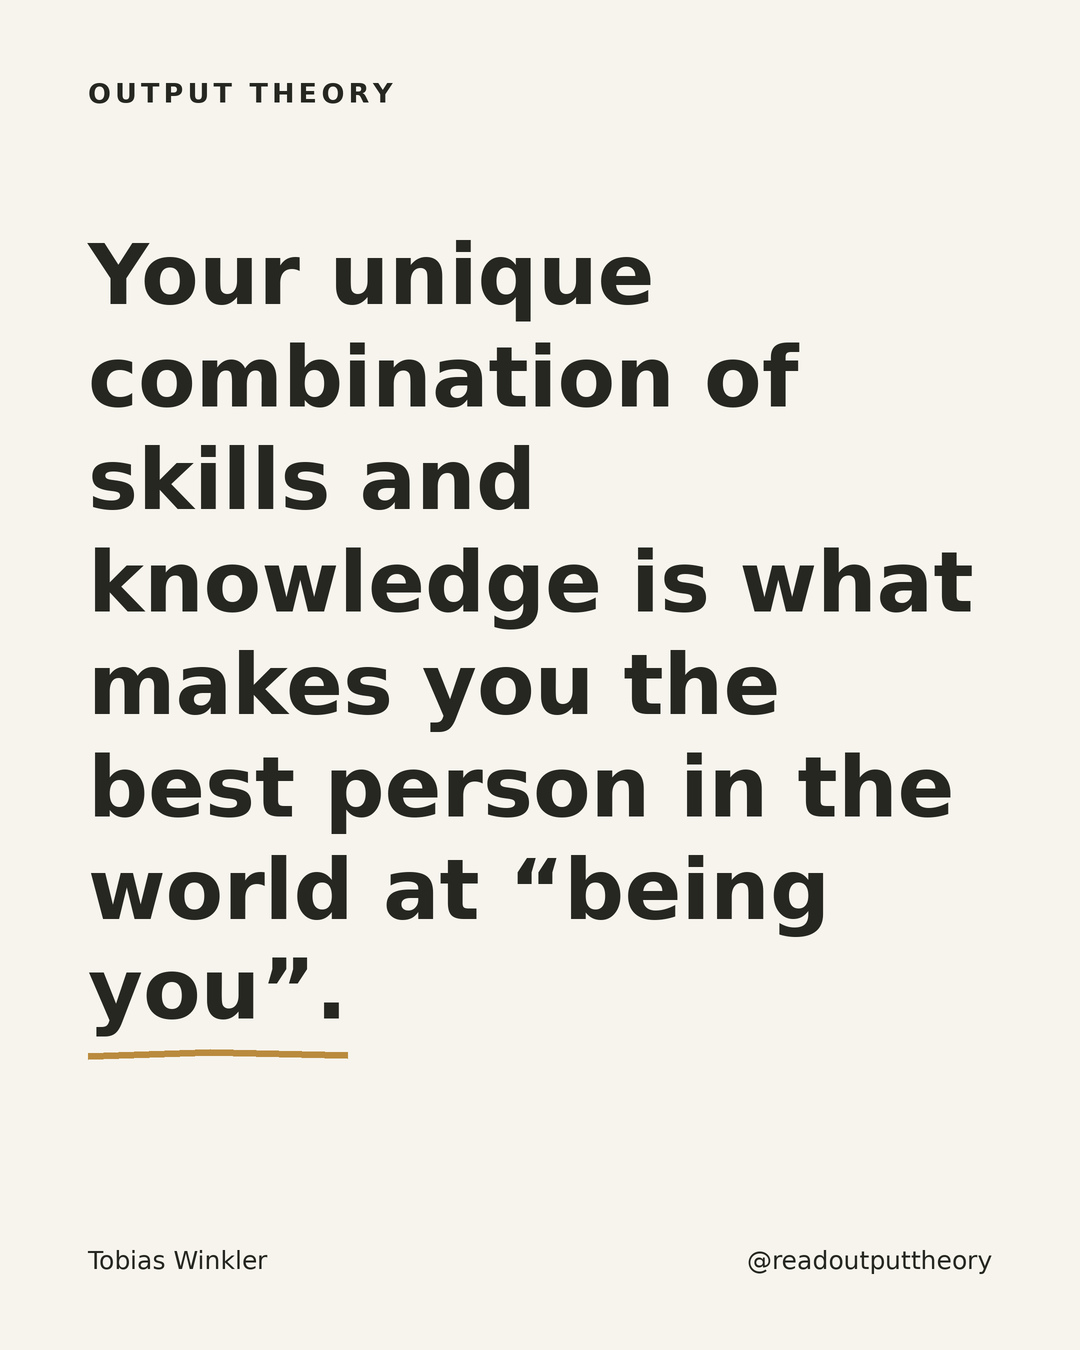 OUTPUT THEORY
Your unique
combination of
skills and
knowledge is what
makes you the
best person in the
world at “being
you”.
Tobias Winkler
@readoutputtheory